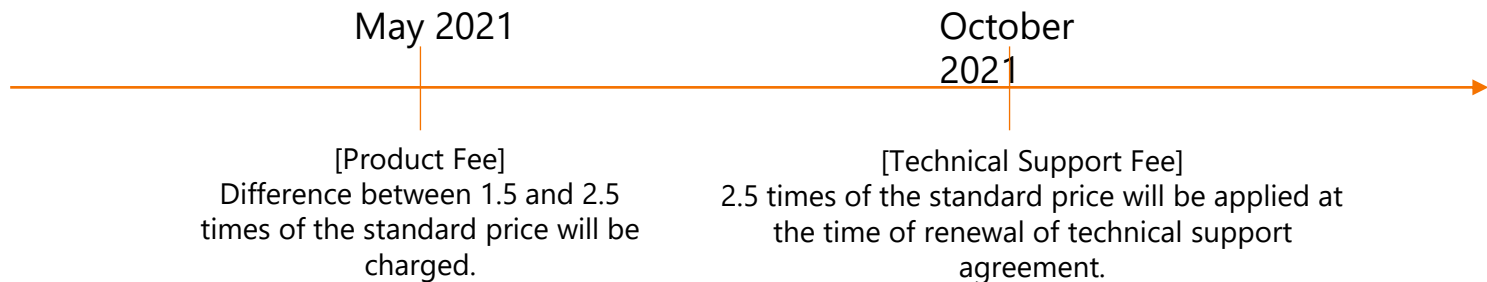 May 2021
October
2021
[Product Fee]
Difference between 1.5 and 2.5
times of the standard price will be
charged.
[Technical Support Fee]
2.5 times of the standard price will be applied at
the time of renewal of technical support
agreement.